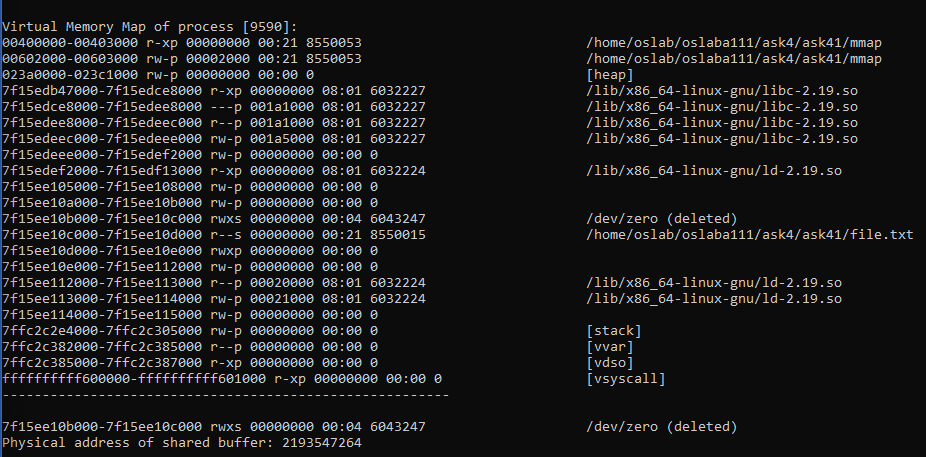 Virtual Memory Map of process [9590]:
00400000-00403000 r-xp 00000000 00:21 8550053 /home/oslab/oslaba111/ask4/ask41/mmap
00602000-00603000 rw-p 00002000 00:21 8550053 /home/oslab/oslaba111/ask4/ask41/mmap
023a0000-023c1000 rw-p 00000000 00:00 0 [heap]
7f15edb47000-7f15edce8000 r-xp 00000000 08:01 6032227 /lib/x86_64-linux-gnu/libc-2.19.so
7f15edce8000-7f15edee8000 ---p 001a1000 08:01 6032227 /lib/x86_64-linux-gnu/libc-2.19.so
7f15edee8000-7f15edeec000 r--p 001a1000 08:01 6032227 /lib/x86_64-linux-gnu/libc-2.19.so
7f15edeec000-7f15edeee000 rw-p 001a5000 08:01 6032227 /lib/x86_64-linux-gnu/libc-2.19.so
7f15edeee000-7f15edef2000 rw-p 00000000 00:00 0
7f15edef2000-7f15edf13000 r-xp 00000000 08:01 6032224 /lib/x86_64-linux-gnu/ld-2.19.so
7f15ee105000-7f15ee108000 rw-p 00000000 00:00 0
7f15ee10a000-7f15ee10b000 rw-p 00000000 00:00 0
7f15ee10b000-7f15ee10c000 rwxs 00000000 00:04 6043247 /dev/zero (deleted)
7f15ee10c000-7f15ee10d000 r--s 00000000 00:21 8550015 /home/oslab/oslaba111/ask4/ask41/file.txt
7f15ee10d000-7f15ee10e000 rwxp 00000000 00:00 0
7f15ee10e000-7f15ee112000 rw-p 00000000 00:00 0
7f15ee112000-7f15ee113000 r--p 00020000 08:01 6032224 /lib/x86_64-linux-gnu/ld-2.19.so
7f15ee113000-7f15ee114000 rw-p 00021000 08:01 6032224 /lib/x86_64-linux-gnu/ld-2.19.so
7f15ee114000-7f15ee115000 rw-p 00000000 00:00 0
7ffc2c2e4000-7ffc2c305000 rw-p 00000000 00:00 0 [stack]
7ffc2c382000-7ffc2c385000 r--p 00000000 00:00 0 [vvar]
7ffc2c385000-7ffc2c387000 r-xp 00000000 00:00 0 [vdso]
ffffffffff600000-ffffffffff601000 r-xp 00000000 00:00 0 [vsyscall]
--------------------------------------------------------
7f15ee10b000-7f15ee10c000 rwxs 00000000 00:04 6043247 /dev/zero (deleted)
Physical address of shared buffer: 2193547264